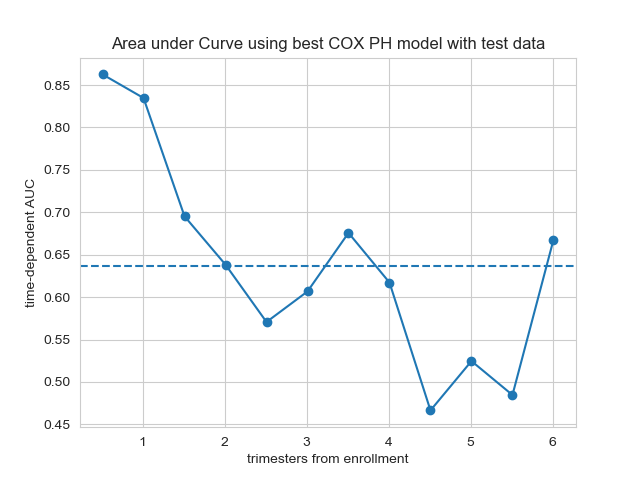 Area under Curve using best COX PH model with test data
time-dependent AUC
0.85
0.80
0.75
0.70
0.65
0.60
0.55
0.50
0.45
1 2 3 4 5 6
trimesters from enrollment